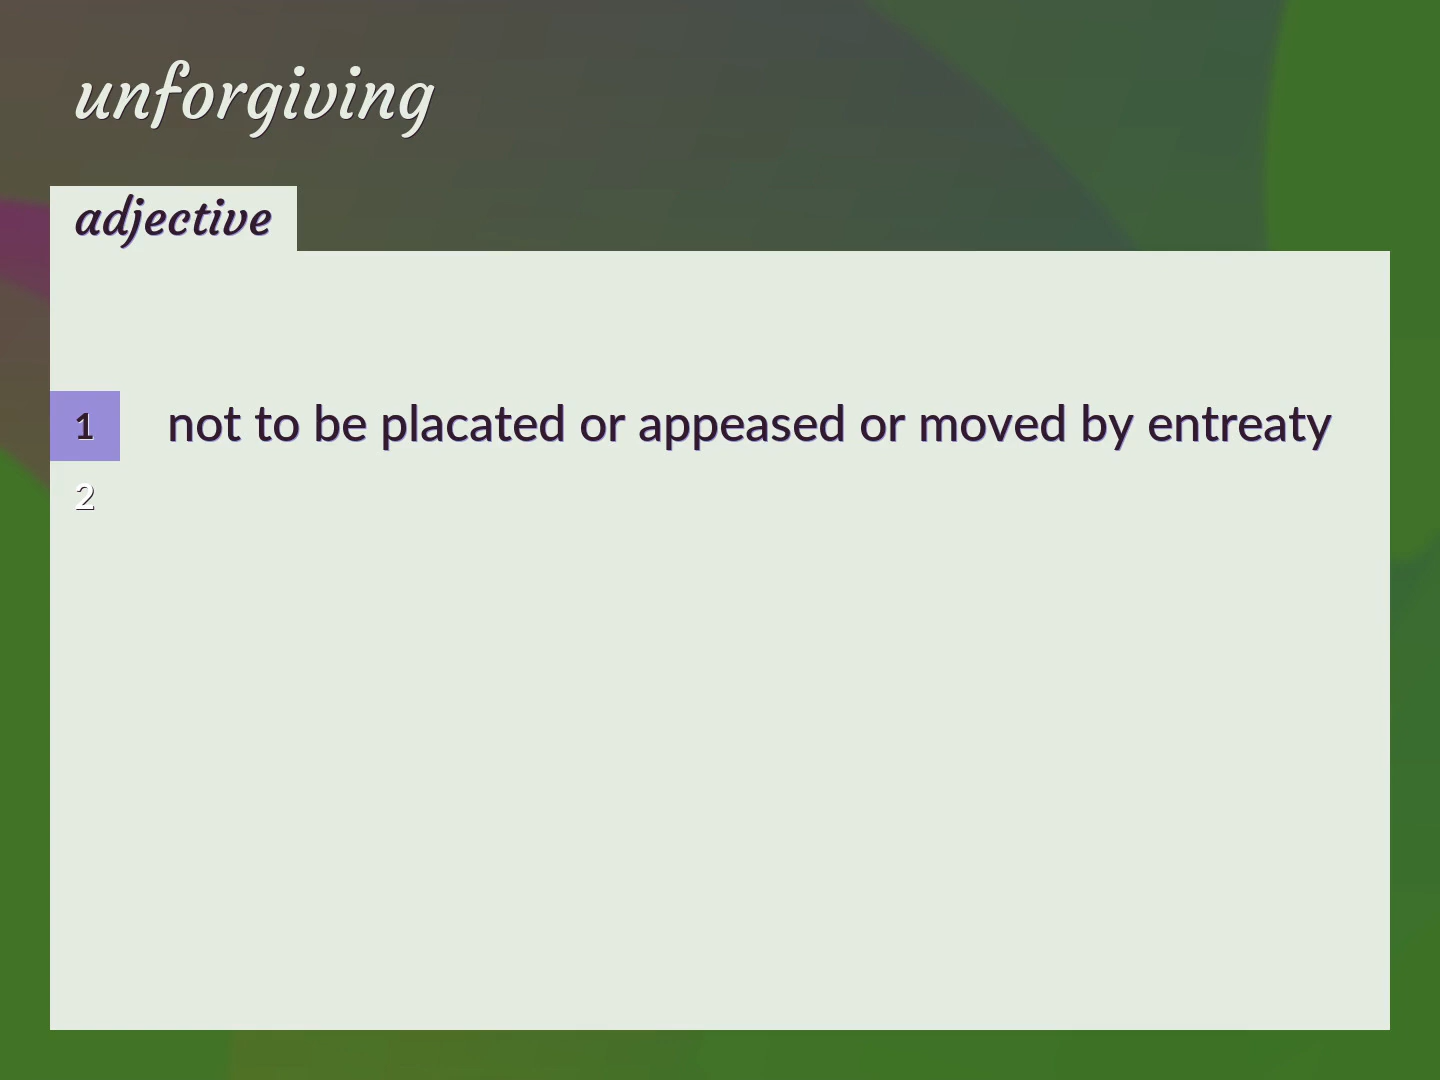 unforgiving
adjective
1 not to be placated or appeased or moved by entreaty
2